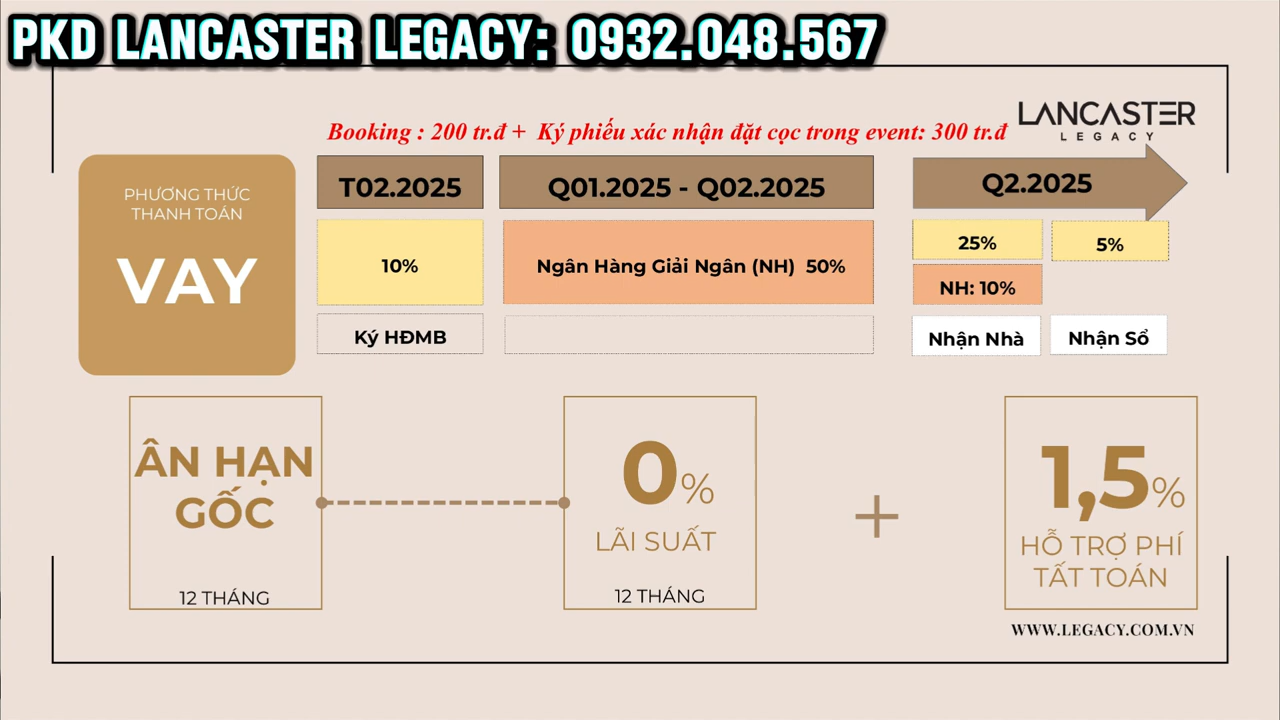 PKD LANCASTER LEGACY: 0932.048.567
Booking : 200 tr.đ + Ký phiếu xác nhận đặt cọc trong event: 300 tr.đ
LANCASTER
LEGACY
PHƯƠNG THỨC
THANH TOÁN
VAY
T02.2025
Q01.2025 - Q02.2025
Q2.2025
10%
Ngân Hàng Giải Ngân (NH) 50%
25%
5%
NH: 10%
Ký HĐMB
Nhận Nhà
Nhận Sổ
ÂN HẠN
GỐC
12 THÁNG
0%
LÃI SUẤT
12 THÁNG
+
1,5%
HỖ TRỢ PHÍ
TẤT TOÁN
WWW.LEGACY.COM.VN